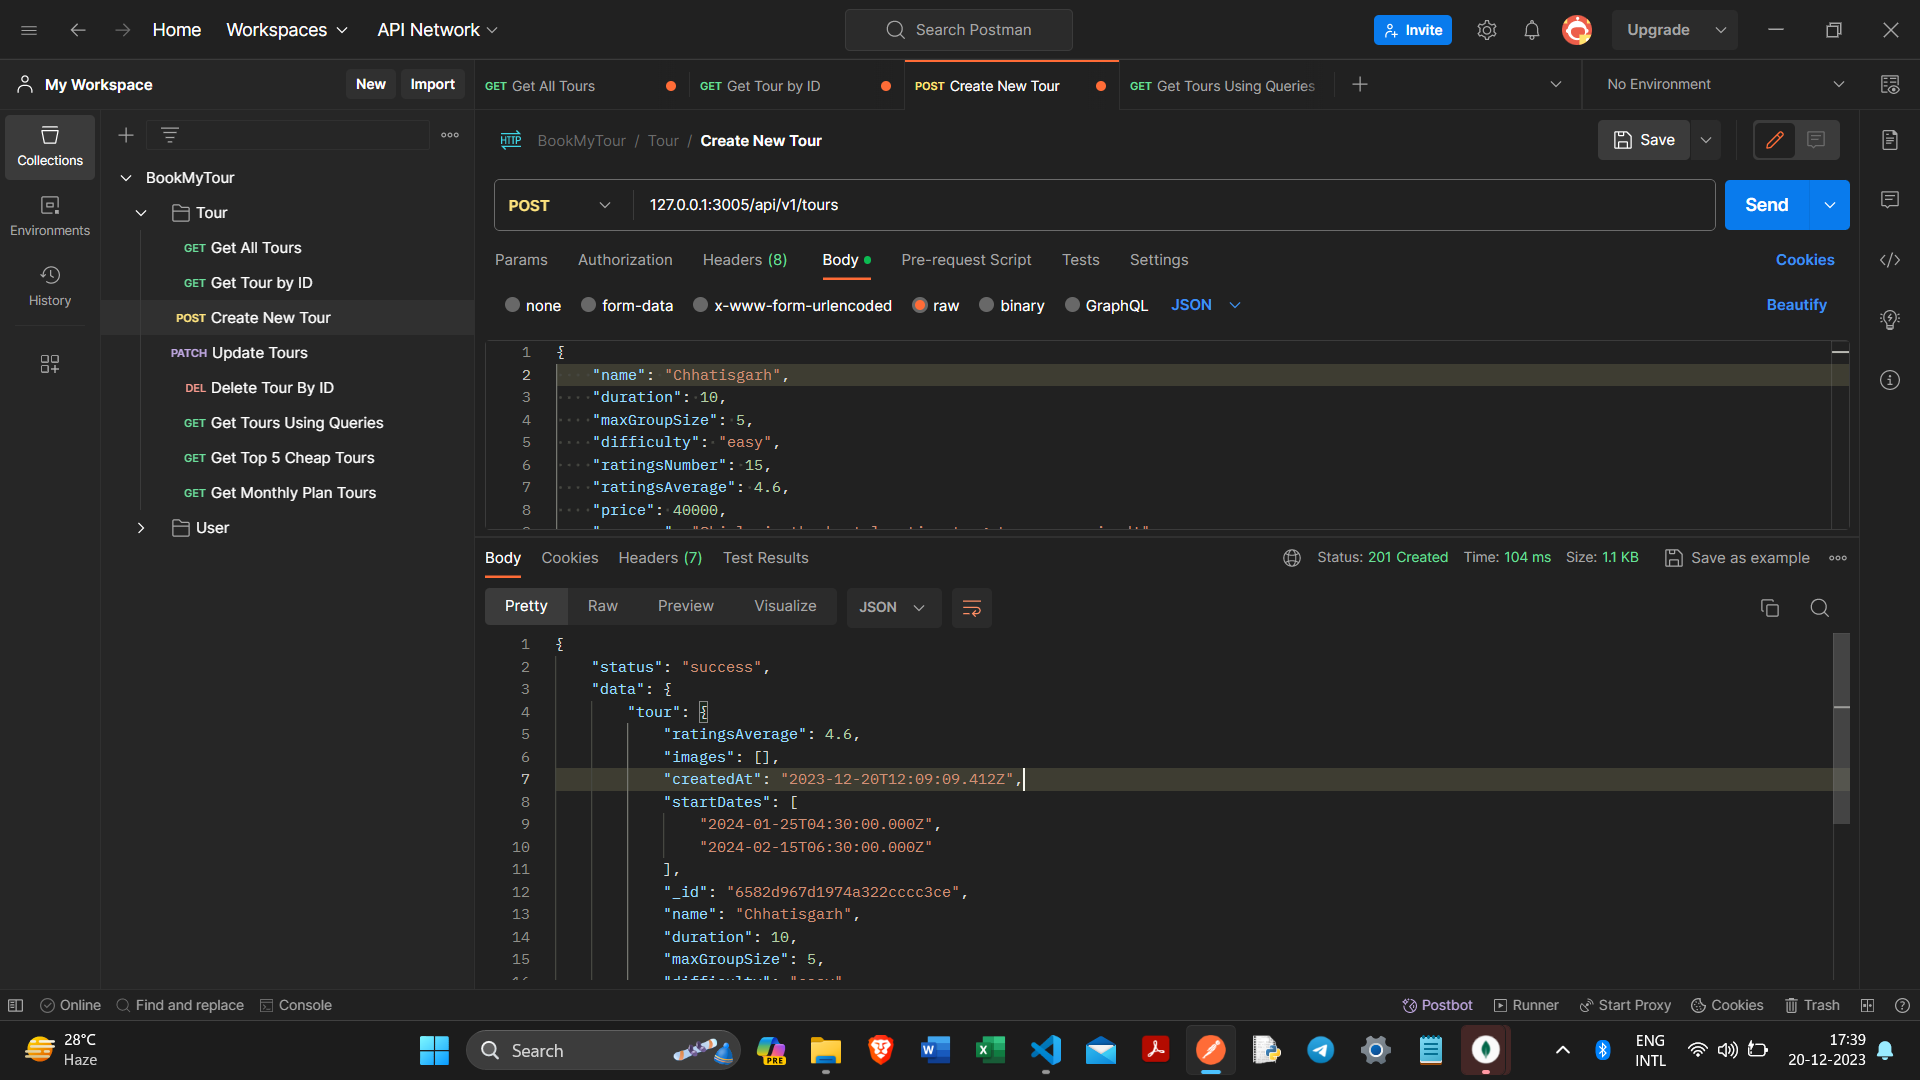 Home
Workspaces
API Network
Search Postman
Invite
Upgrade
My Workspace
New
Import
GET Get All Tours
GET Get Tour by ID
POST Create New Tour
GET Get Tours Using Queries
No Environment
Collections
Environments
History
BookMyTour
Tour
GET Get All Tours
GET Get Tour by ID
POST Create New Tour
PATCH Update Tours
DEL Delete Tour By ID
GET Get Tours Using Queries
GET Get Top 5 Cheap Tours
GET Get Monthly Plan Tours
User
HTTP BookMyTour / Tour / Create New Tour
Save
POST 127.0.0.1:3005/api/v1/tours
Send
Params Authorization Headers (8) Body Pre-request Script Tests Settings
Cookies
none form-data x-www-form-urlencoded raw binary GraphQL JSON
Beautify
1 {
2 "name": "Chhatisgarh",
3 "duration": 10,
4 "maxGroupSize": 5,
5 "difficulty": "easy",
6 "ratingsNumber": 15,
7 "ratingsAverage": 4.6,
8 "price": 40000,
Body Cookies Headers (7) Test Results
Status: 201 Created Time: 104 ms Size: 1.1 KB Save as example
Pretty Raw Preview Visualize JSON
1 {
2 "status": "success",
3 "data": {
4 "tour": {
5 "ratingsAverage": 4.6,
6 "images": [],
7 "createdAt": "2023-12-20T12:09:09.412Z",
8 "startDates": [
9 "2024-01-25T04:30:00.000Z",
10 "2024-02-15T06:30:00.000Z"
11 ],
12 "_id": "6582d967d1974a322cccc3ce",
13 "name": "Chhatisgarh",
14 "duration": 10,
15 "maxGroupSize": 5,
Online Find and replace Console
Postbot Runner Start Proxy Cookies Trash
28°C
Haze
Search
PRE
ENG
INTL
17:39
20-12-2023